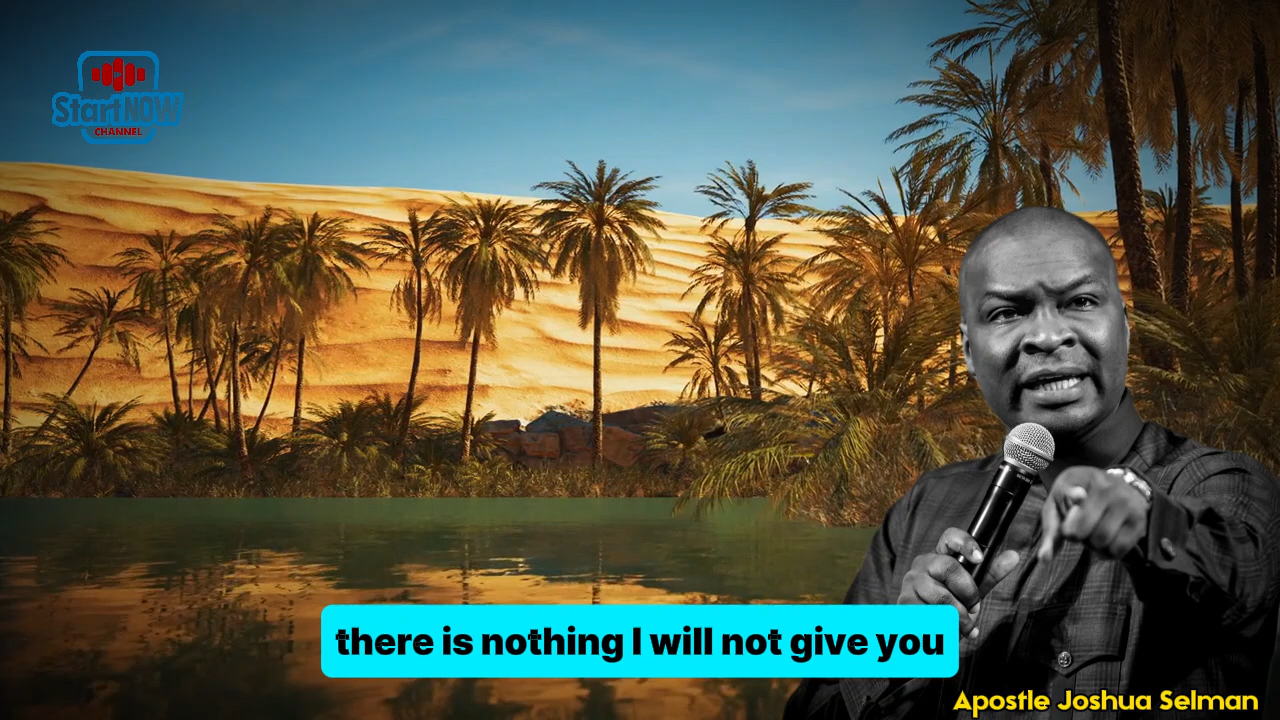 StartNOW
CHANNEL
there is nothing I will not give you
Apostle Joshua Selman